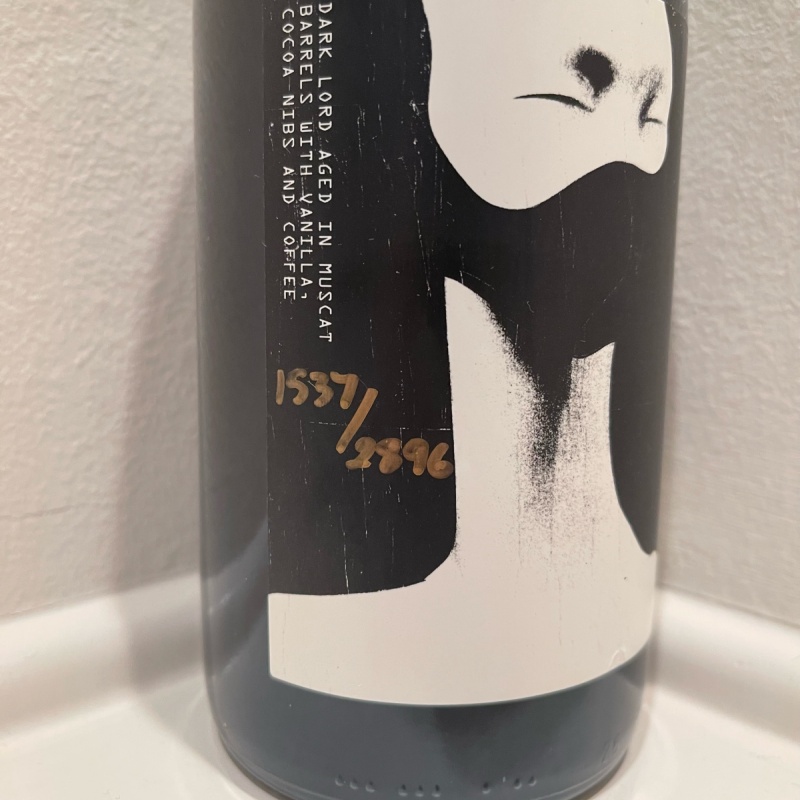 DARK LORD AGED IN MUSCAT
BARRELS WITH VANILLA,
COCOA NIBS AND COFFEE
1537/
2896